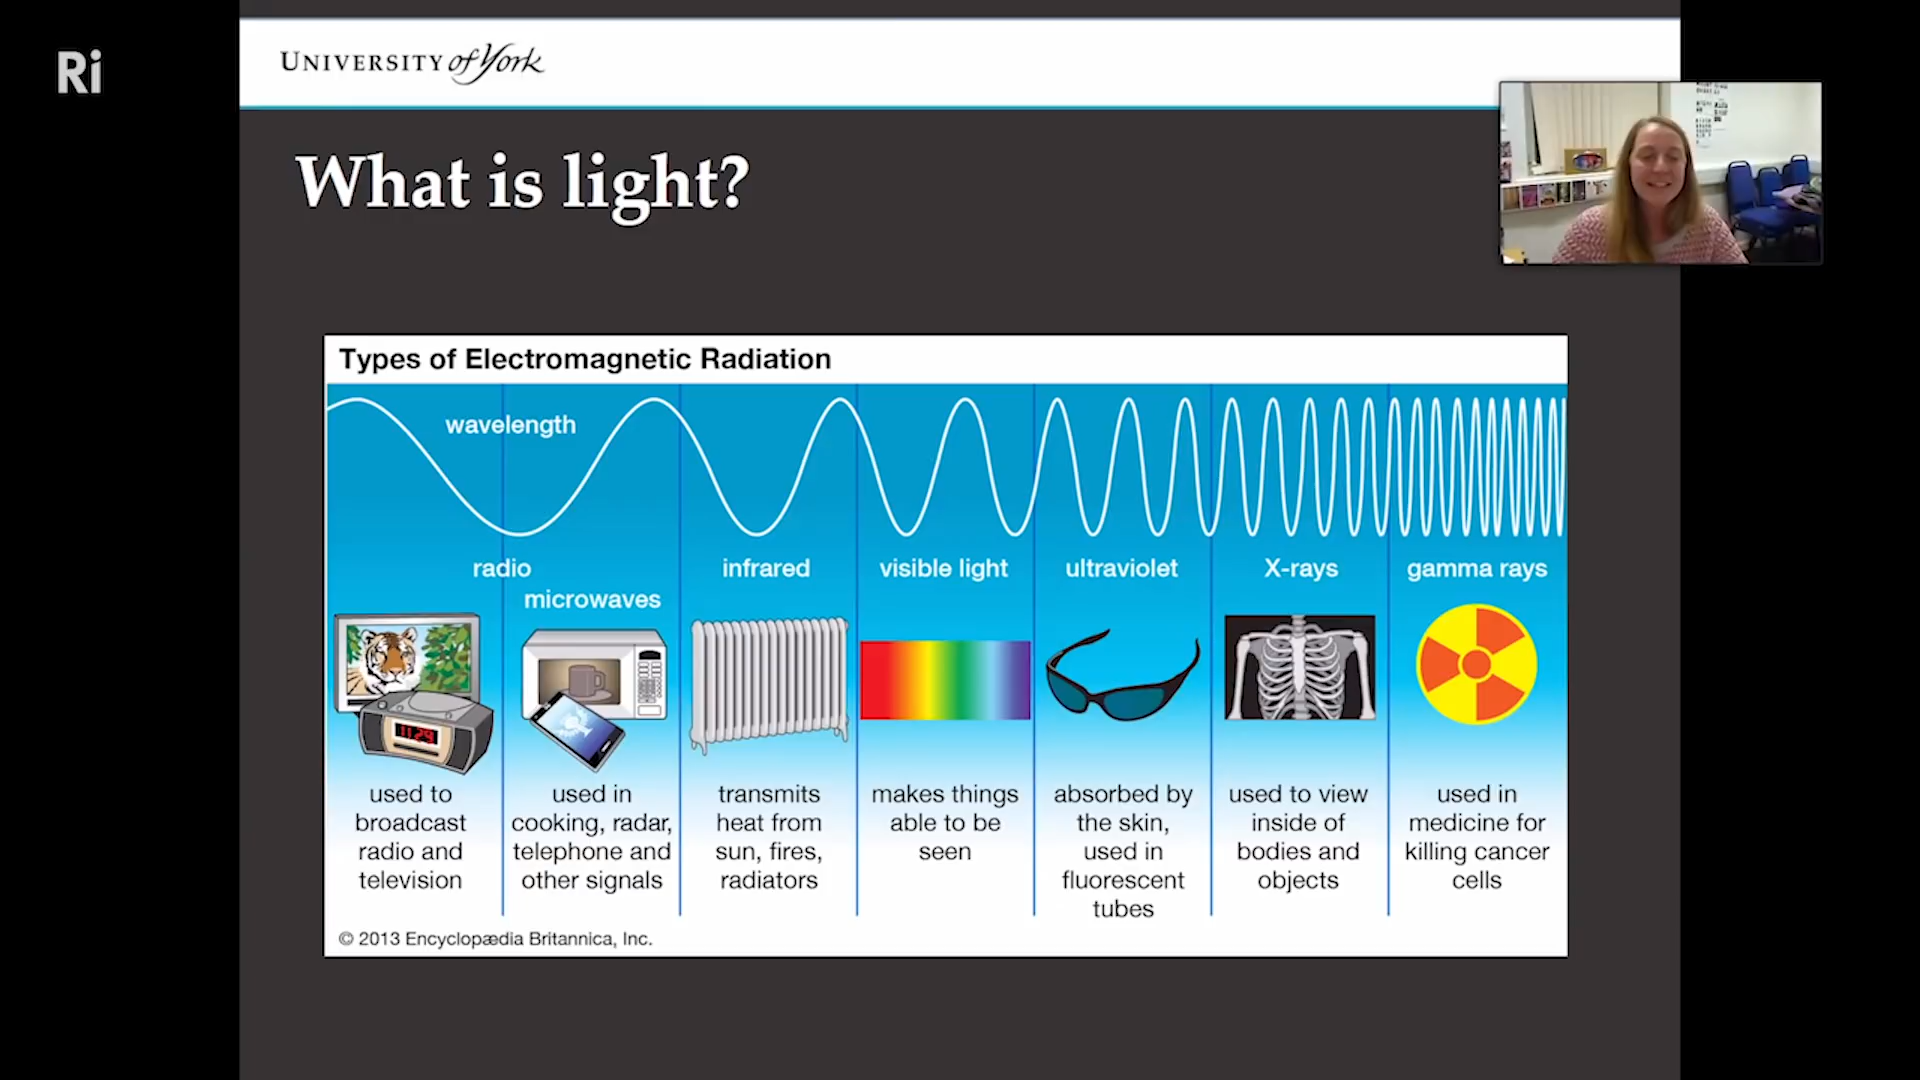 Ri
UNIVERSITY of York
What is light?
Types of Electromagnetic Radiation
wavelength
radio
microwaves
infrared
visible light
ultraviolet
X-rays
gamma rays
11:29
used to
broadcast
radio and
television
used in
cooking, radar,
telephone and
other signals
transmits
heat from
sun, fires,
radiators
makes things
able to be
seen
absorbed by
the skin,
used in
fluorescent
tubes
used to view
inside of
bodies and
objects
used in
medicine for
killing cancer
cells
© 2013 Encyclopædia Britannica, Inc.